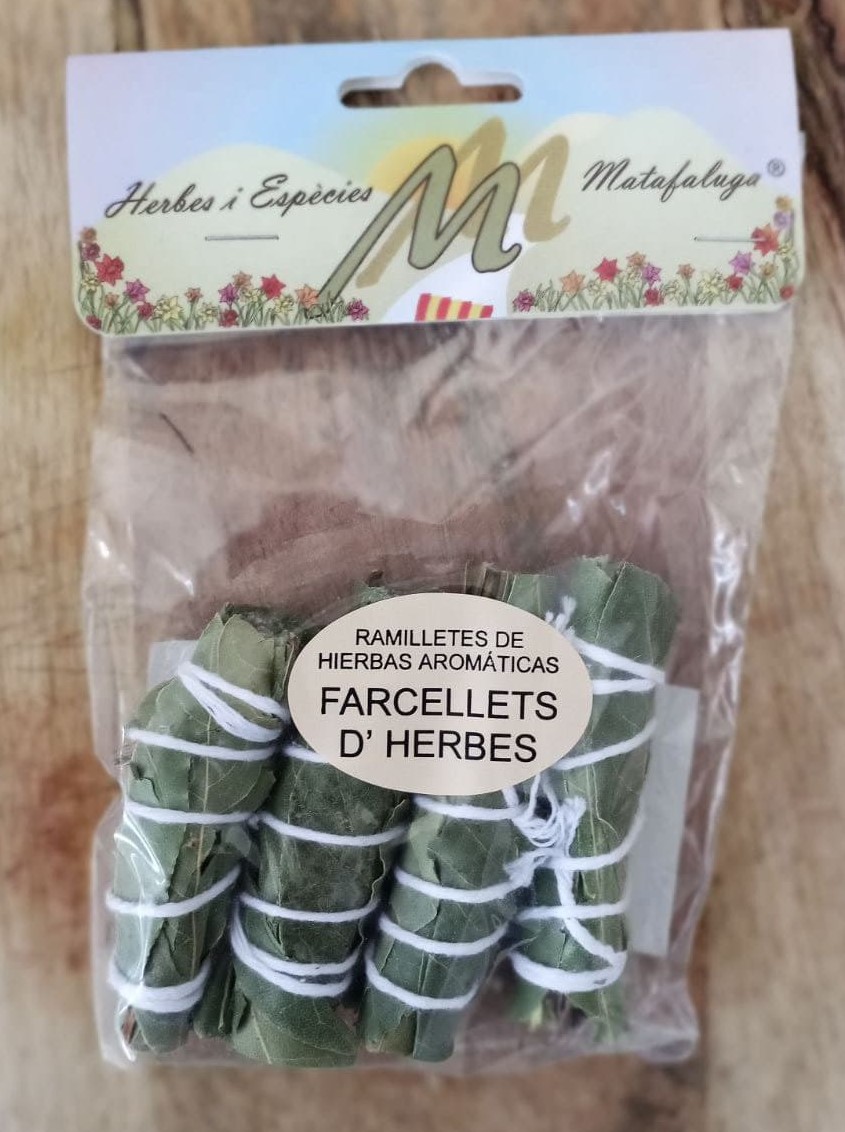 Herbes i Espècies M Matafaluga®
RAMILLETES DE
HIERBAS AROMÁTICAS
FARCELLETS
D' HERBES